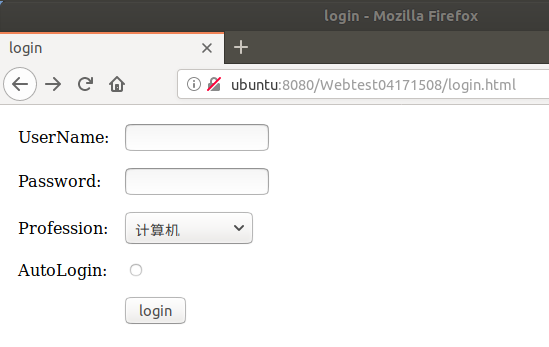 login - Mozilla Firefox
login
ubuntu:8080/Webtest04171508/login.html
UserName:
Password:
Profession: 计算机
AutoLogin:
login